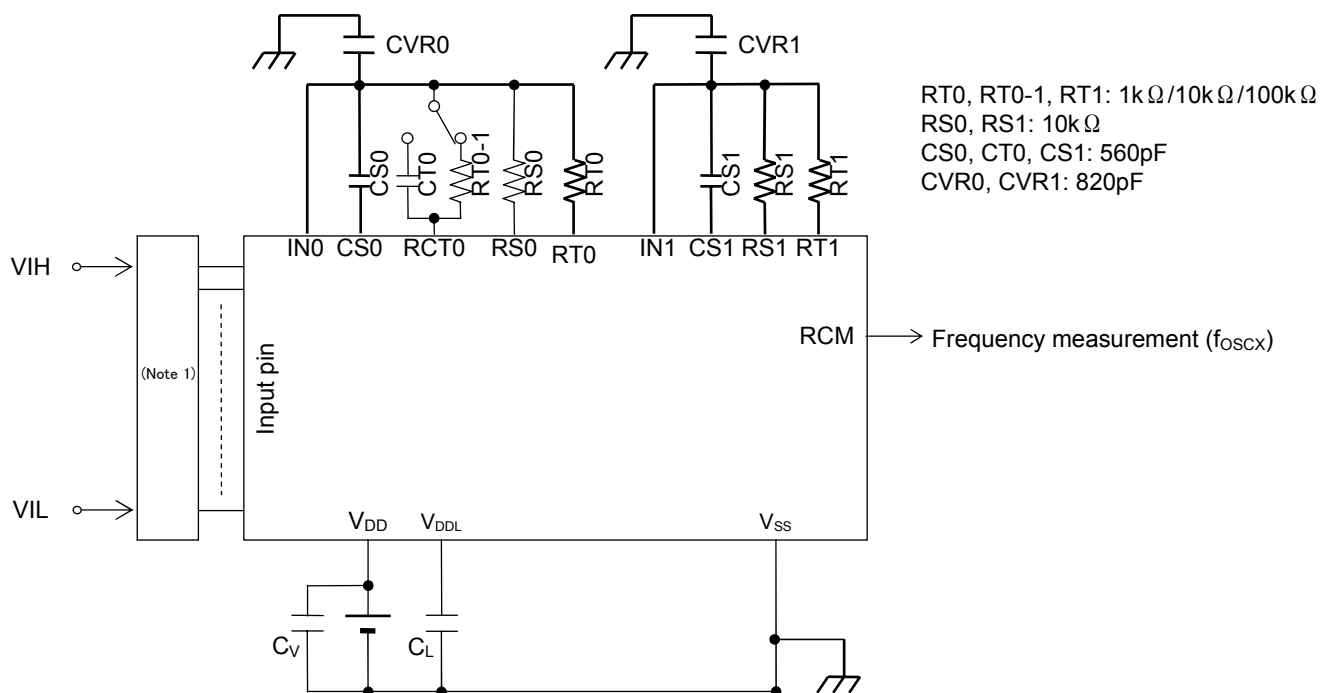 CVR0
CVR1
RT0, RT0-1, RT1: 1kΩ/10kΩ/100kΩ
RS0, RS1: 10kΩ
CS0, CT0, CS1: 560pF
CVR0, CVR1: 820pF
CS0
CT0
RT0-1
RS0
RT0
CS1
RS1
RT1
IN0
CS0
RCT0
RS0
RT0
IN1
CS1
RS1
RT1
VIH
(Note 1)
Input pin
RCM
Frequency measurement (fOSCX)
VIL
VDD
VDDL
VSS
CV
CL